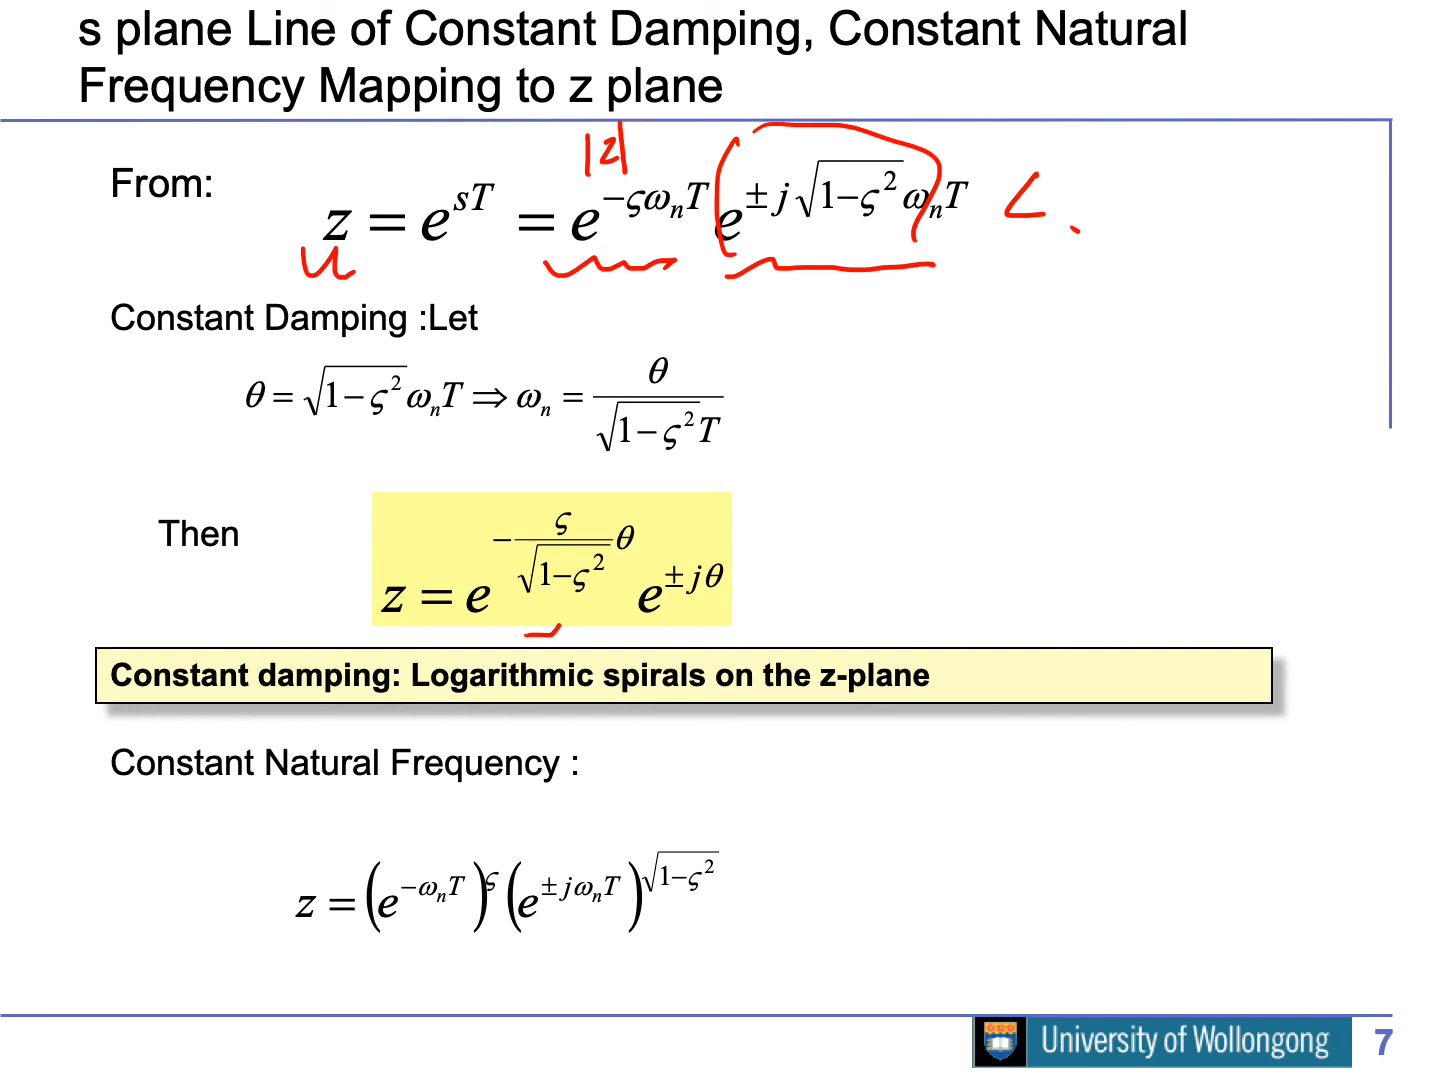 s plane Line of Constant Damping, Constant Natural
Frequency Mapping to z plane
|z|
From:
z = e^{sT} = e^{-ςω_nT} e^{±j√(1-ς²)ω_nT} ∠.
Constant Damping :Let
θ = √(1-ς²) ω_nT ⇒ ω_n = θ / (√(1-ς²) T)
Then
z = e^{-(ς/√(1-ς²))θ} e^{±jθ}
Constant damping: Logarithmic spirals on the z-plane
Constant Natural Frequency :
z = (e^{-ω_nT})^ς (e^{±jω_nT})^{√(1-ς²)}
University of Wollongong 7